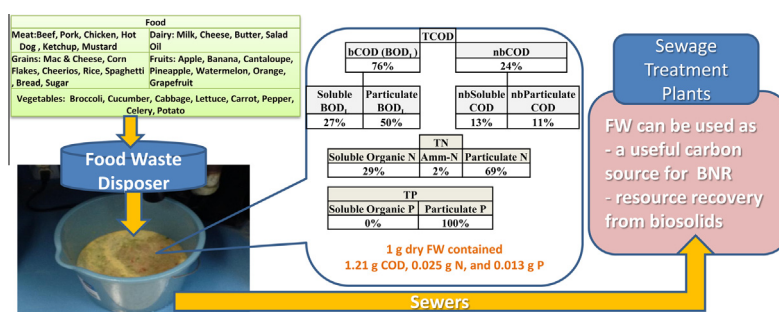 Food
Meat:Beef, Pork, Chicken, Hot
Dog , Ketchup, Mustard
Dairy: Milk, Cheese, Butter, Salad
Oil
Grains: Mac & Cheese, Corn
Flakes, Cheerios, Rice, Spaghetti
, Bread, Sugar
Fruits: Apple, Banana, Cantaloupe,
Pineapple, Watermelon, Orange,
Grapefruit
Vegetables: Broccoli, Cucumber, Cabbage, Lettuce, Carrot, Pepper,
Celery, Potato
Food Waste
Disposer
TCOD
bCOD (BODL) nbCOD
76% 24%
Soluble
BODL
Particulate
BODL
nbSoluble
COD
nbParticulate
COD
27% 50% 13% 11%
TN
Soluble Organic N Amm-N Particulate N
29% 2% 69%
TP
Soluble Organic P Particulate P
0% 100%
1 g dry FW contained
1.21 g COD, 0.025 g N, and 0.013 g P
Sewage
Treatment
Plants
FW can be used as
- a useful carbon
source for BNR
- resource recovery
from biosolids
Sewers